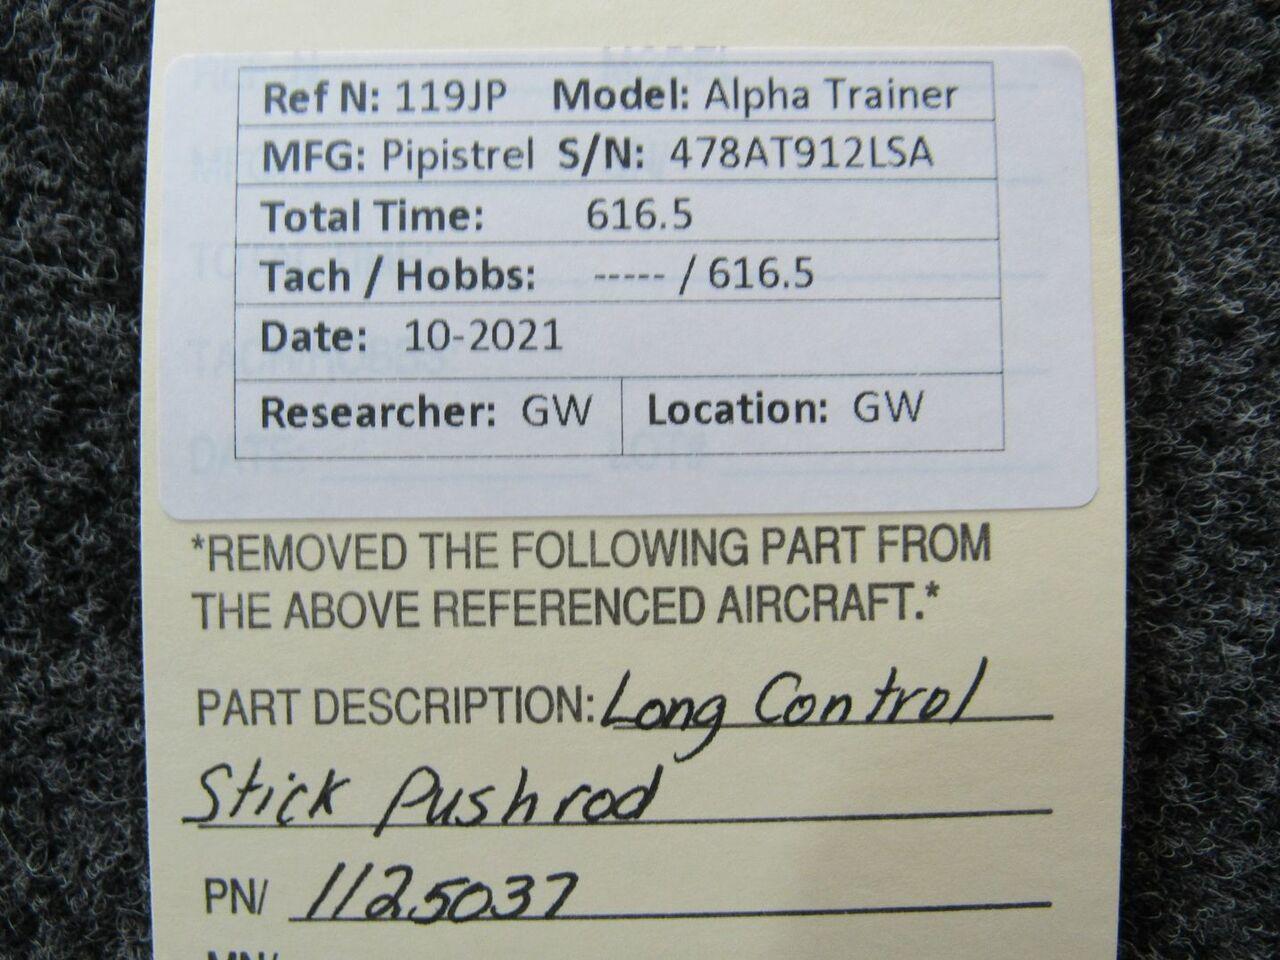 Ref N: 119JP Model: Alpha Trainer
MFG: Pipistrel S/N: 478AT912LSA
Total Time: 616.5
Tach / Hobbs: ----- / 616.5
Date: 10-2021
Researcher: GW Location: GW
*REMOVED THE FOLLOWING PART FROM
THE ABOVE REFERENCED AIRCRAFT.*
PART DESCRIPTION: Long Control
Stick Pushrod
PN/ 1125037
MN/